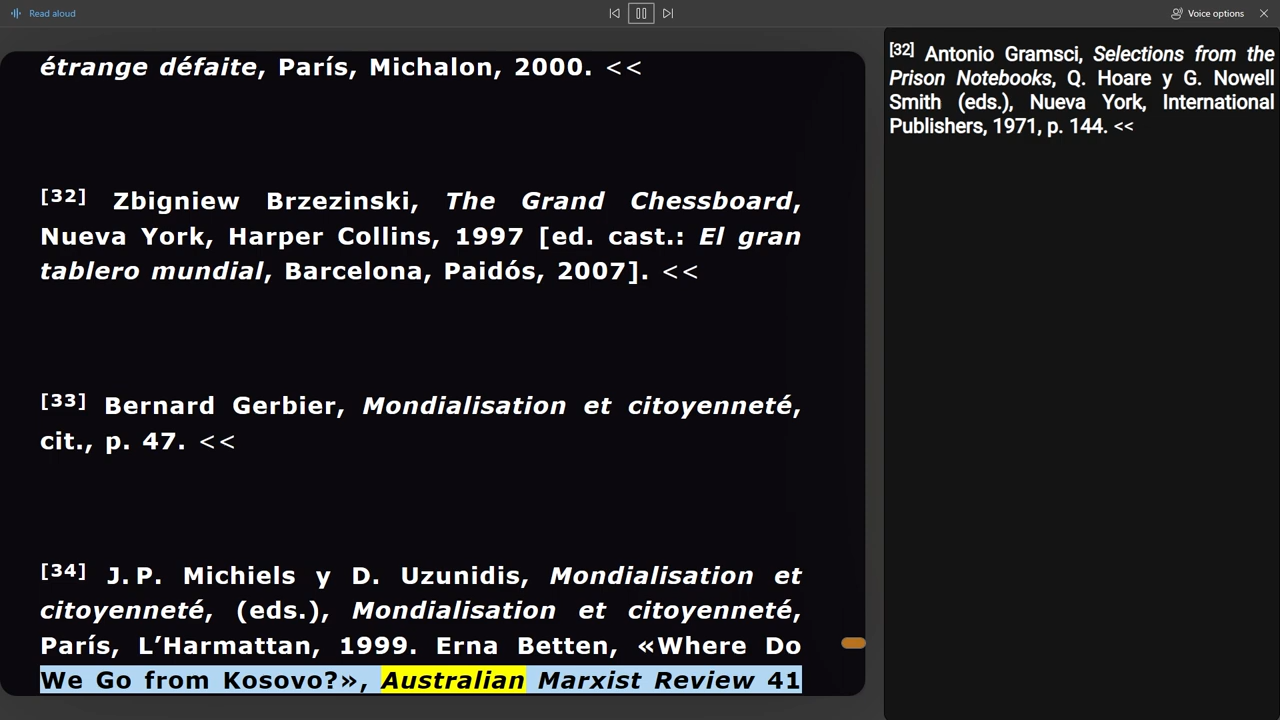 Read aloud
Voice options
étrange défaite, París, Michalon, 2000. <<
[32] Zbigniew Brzezinski, The Grand Chessboard,
Nueva York, Harper Collins, 1997 [ed. cast.: El gran
tablero mundial, Barcelona, Paidós, 2007]. <<
[33] Bernard Gerbier, Mondialisation et citoyenneté,
cit., p. 47. <<
[34] J. P. Michiels y D. Uzunidis, Mondialisation et
citoyenneté, (eds.), Mondialisation et citoyenneté,
París, L’Harmattan, 1999. Erna Betten, «Where Do
We Go from Kosovo?», Australian Marxist Review 41
[32] Antonio Gramsci, Selections from the
Prison Notebooks, Q. Hoare y G. Nowell
Smith (eds.), Nueva York, International
Publishers, 1971, p. 144. <<